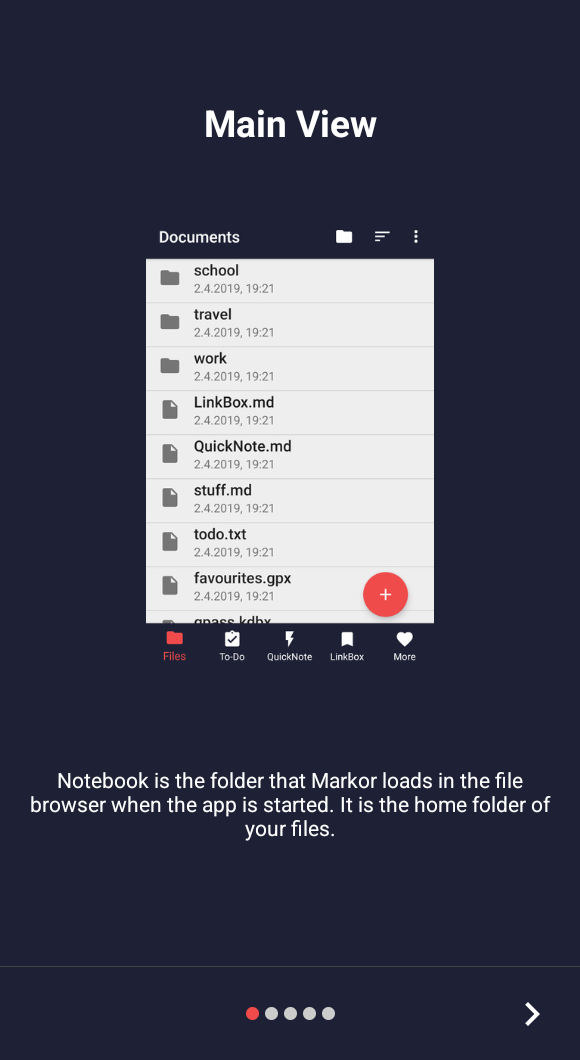 Main View
Documents
school
2.4.2019, 19:21
travel
2.4.2019, 19:21
work
2.4.2019, 19:21
LinkBox.md
2.4.2019, 19:21
QuickNote.md
2.4.2019, 19:21
stuff.md
2.4.2019, 19:21
todo.txt
2.4.2019, 19:21
favourites.gpx
2.4.2019, 19:21
qpass.kdbx
Files To-Do QuickNote LinkBox More
Notebook is the folder that Markor loads in the file
browser when the app is started. It is the home folder of
your files.